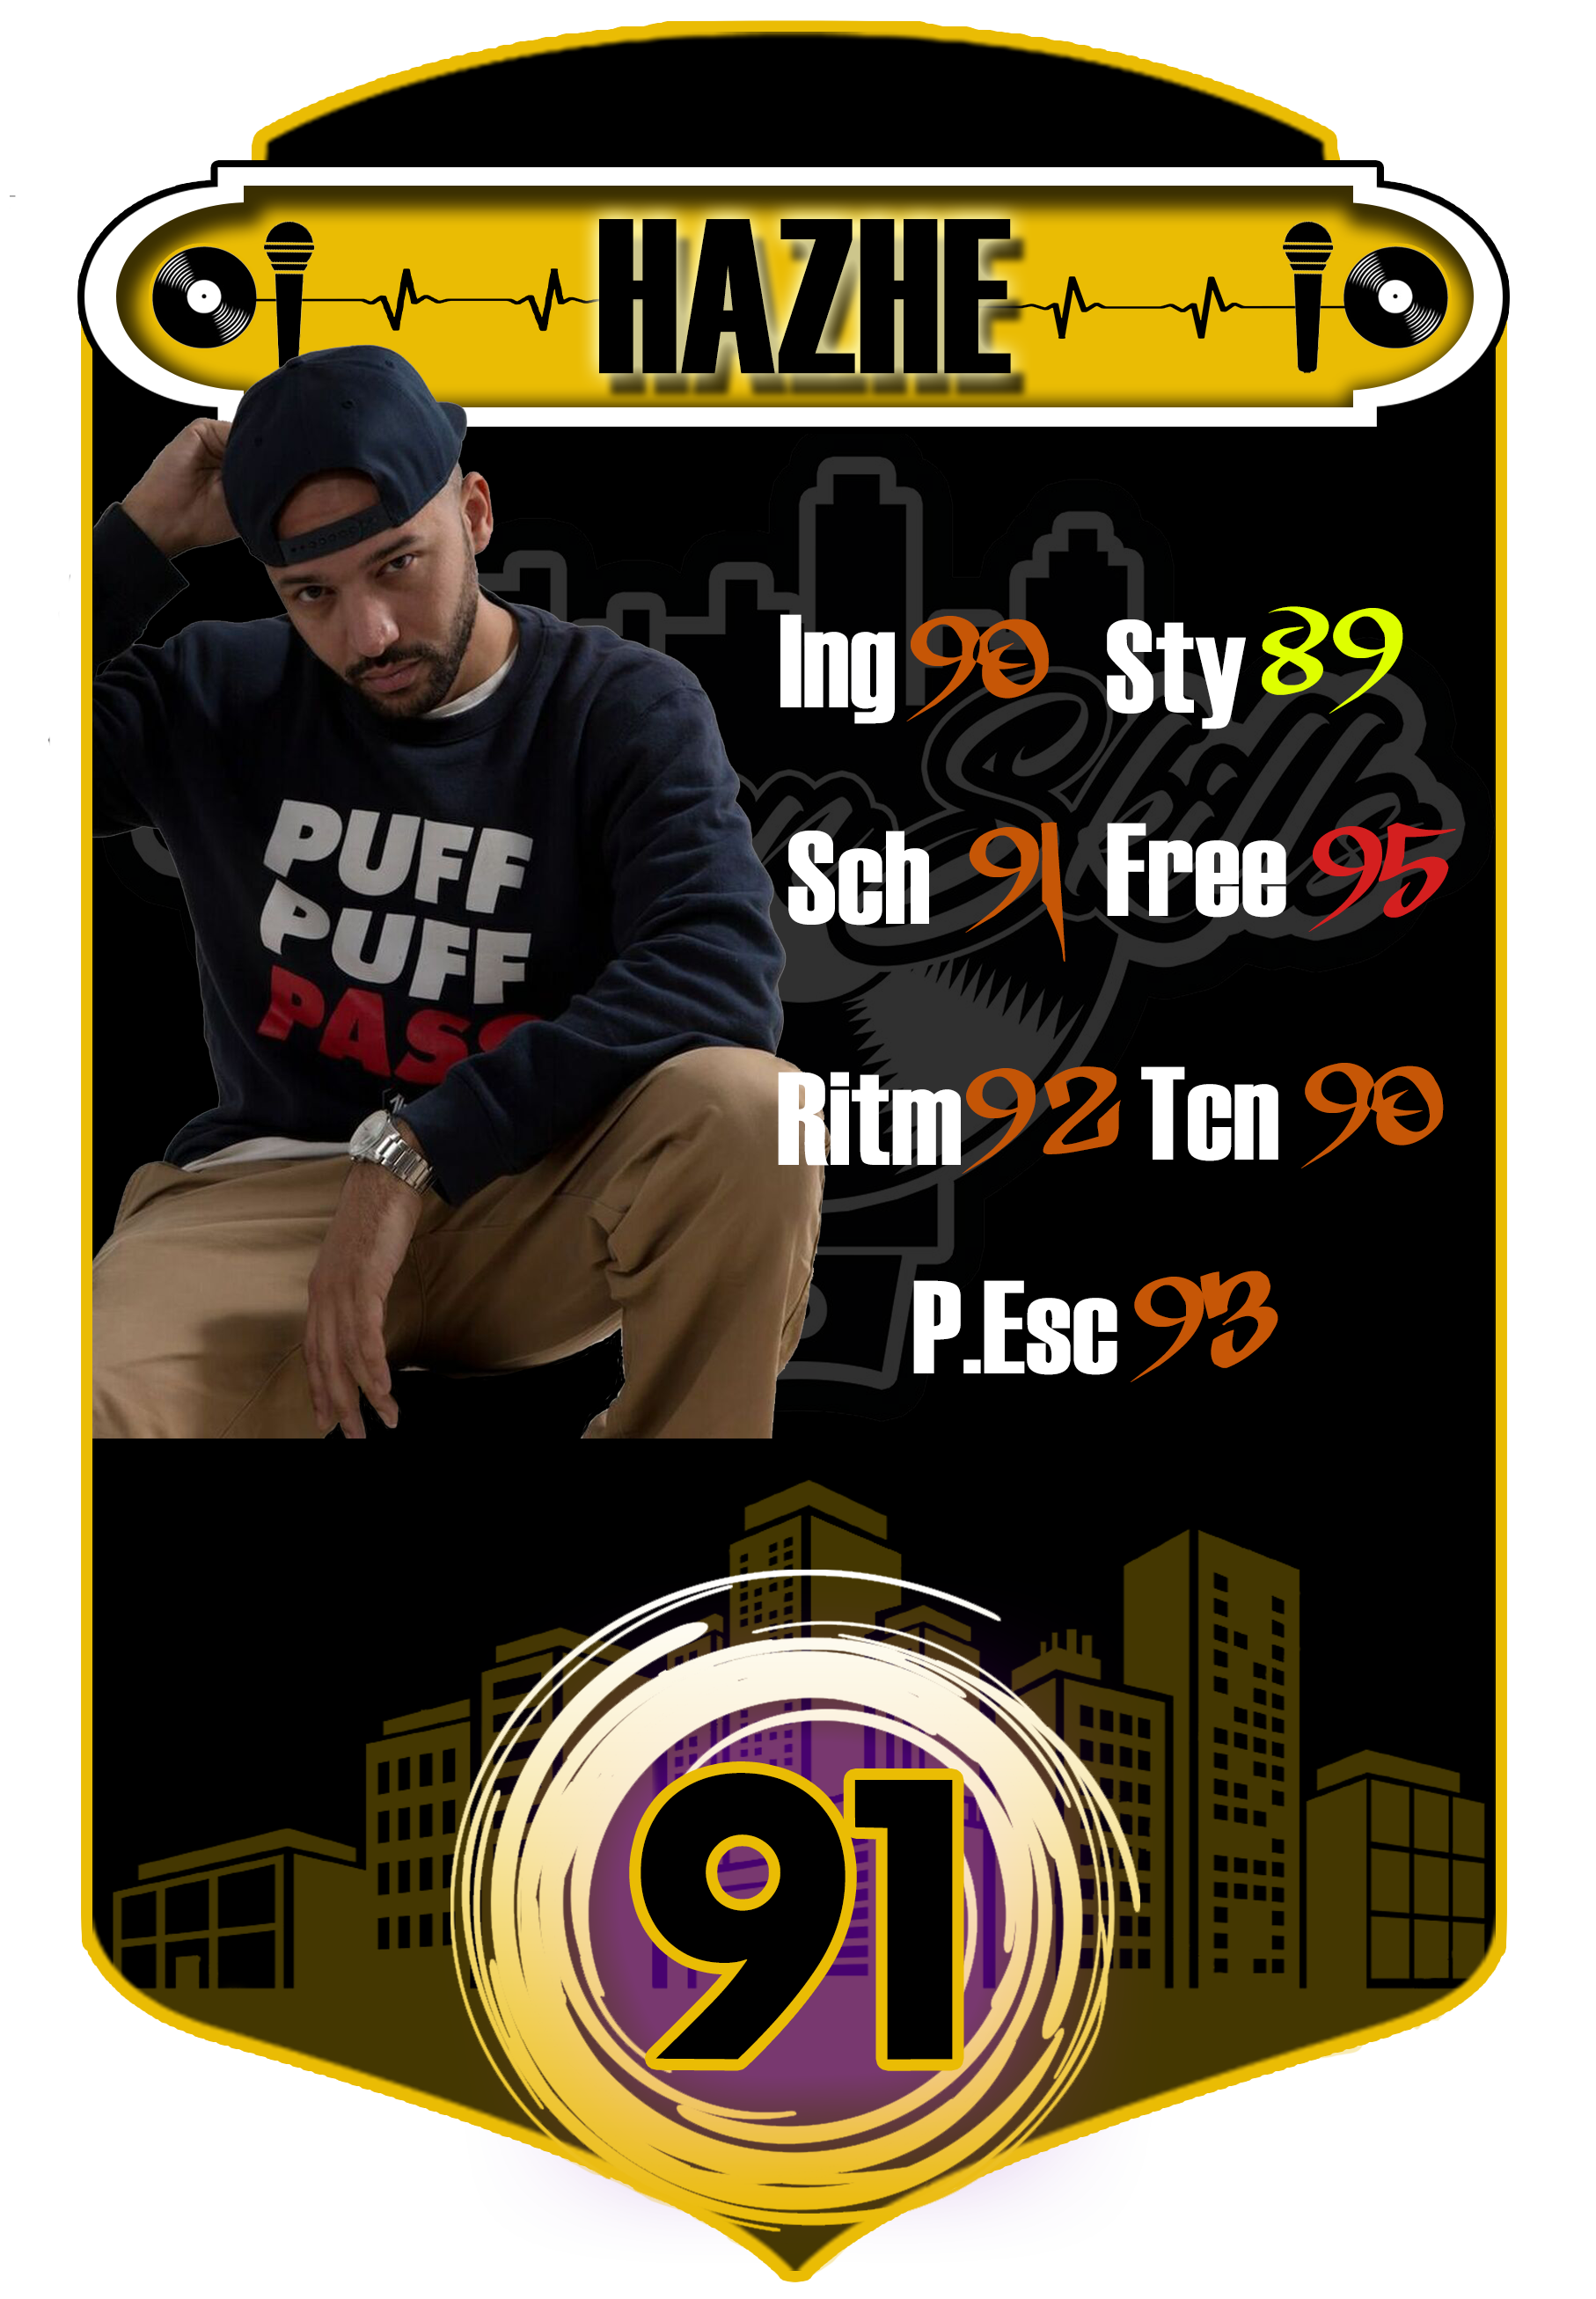 HAZHE
PUFF
PUFF
PASS
Ing 90 Sty 89
Sch 91 Free 95
Skills
Ritm 92 Tcn 90
P.Esc 93
91